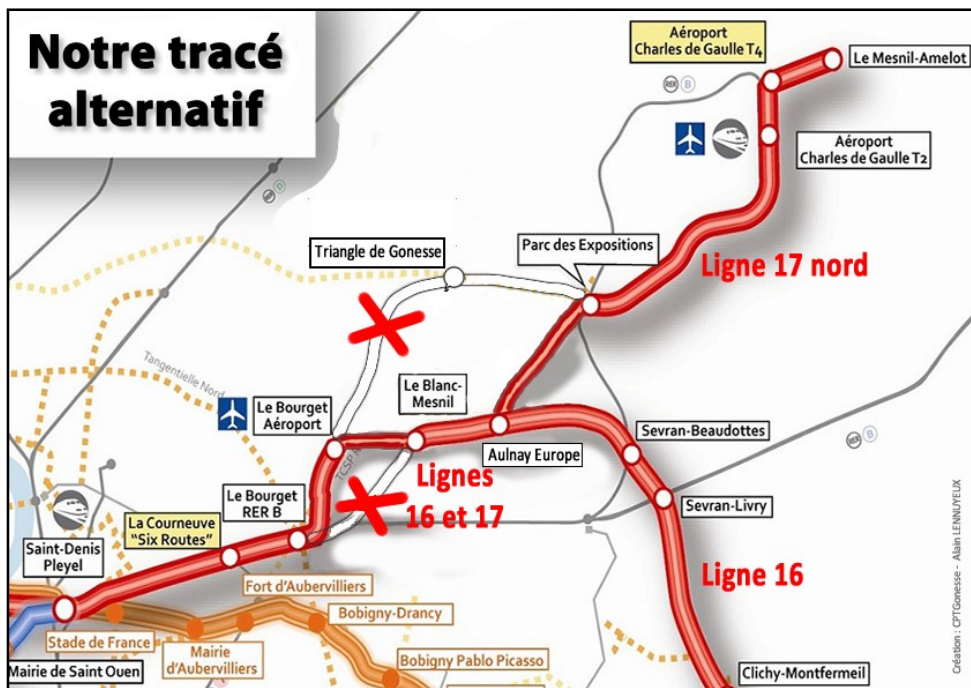 Notre tracé
alternatif
Aéroport
Charles de Gaulle T4
Le Mesnil-Amelot
RER B
Aéroport
Charles de Gaulle T2
RER D
Triangle de Gonesse
Parc des Expositions
Ligne 17 nord
Tangentielle Nord
Le Blanc-
Mesnil
Le Bourget
Aéroport
TCSP
Aulnay Europe
Sevran-Beaudottes
RER B
Lignes
16 et 17
Le Bourget
RER B
Sevran-Livry
La Courneuve
"Six Routes"
Saint-Denis
Pleyel
Ligne 16
Fort d'Aubervilliers
Bobigny-Drancy
Stade de France
Mairie
d'Aubervilliers
Mairie de Saint Ouen
Bobigny Pablo Picasso
Clichy-Montfermeil
Création : CPTGonesse - Alain LENNUYEUX